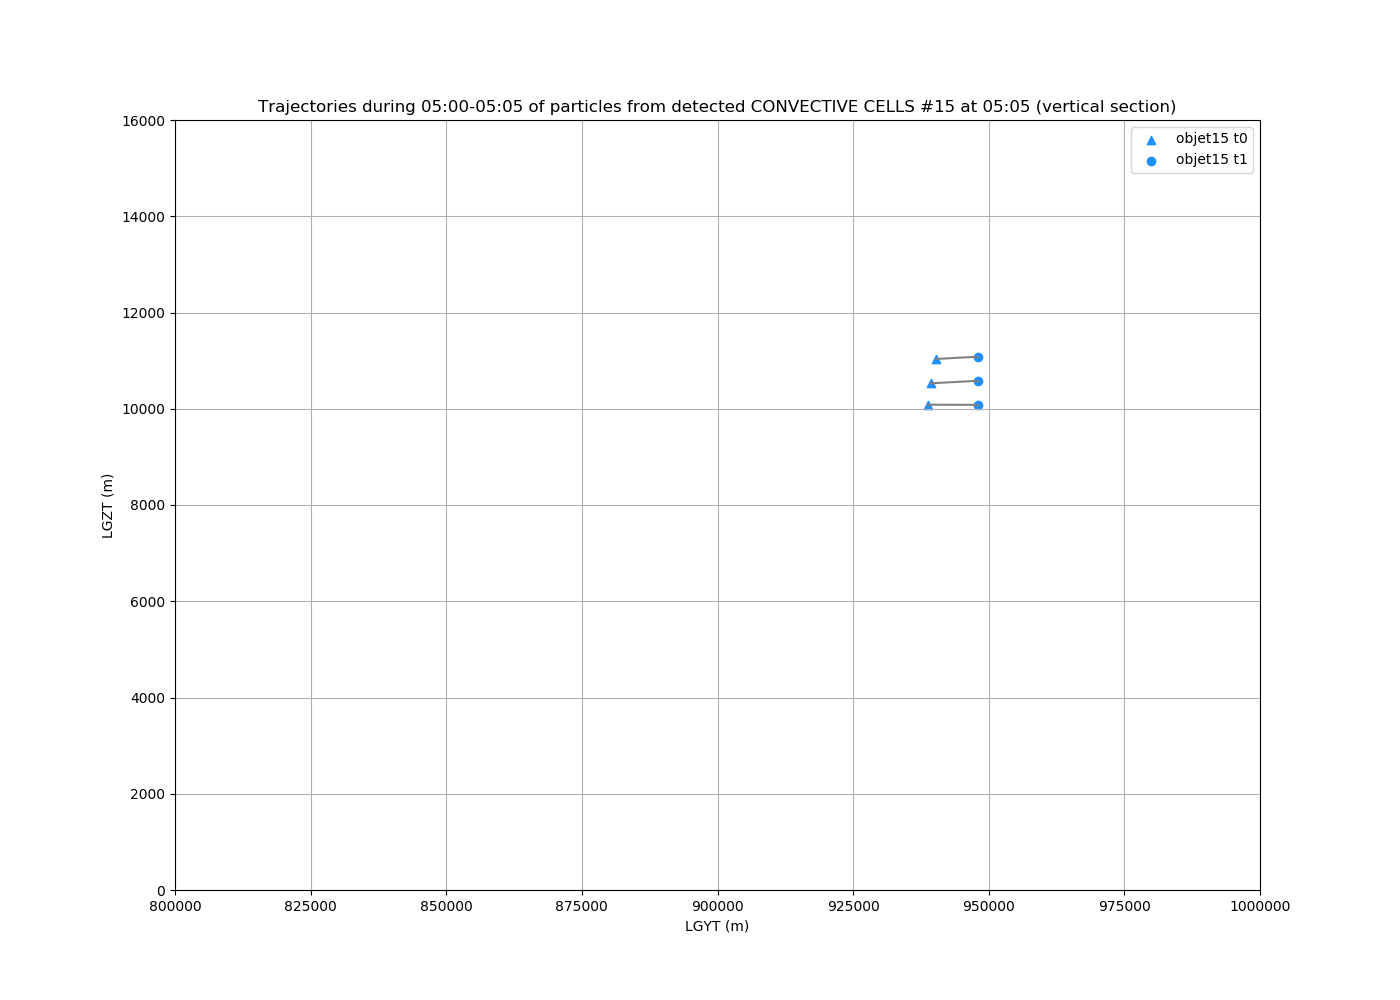 Trajectories during 05:00-05:05 of particles from detected CONVECTIVE CELLS #15 at 05:05 (vertical section)
objet15 t0
objet15 t1
16000
14000
12000
10000
8000
6000
4000
2000
0
LGZT (m)
800000 825000 850000 875000 900000 925000 950000 975000 1000000
LGYT (m)